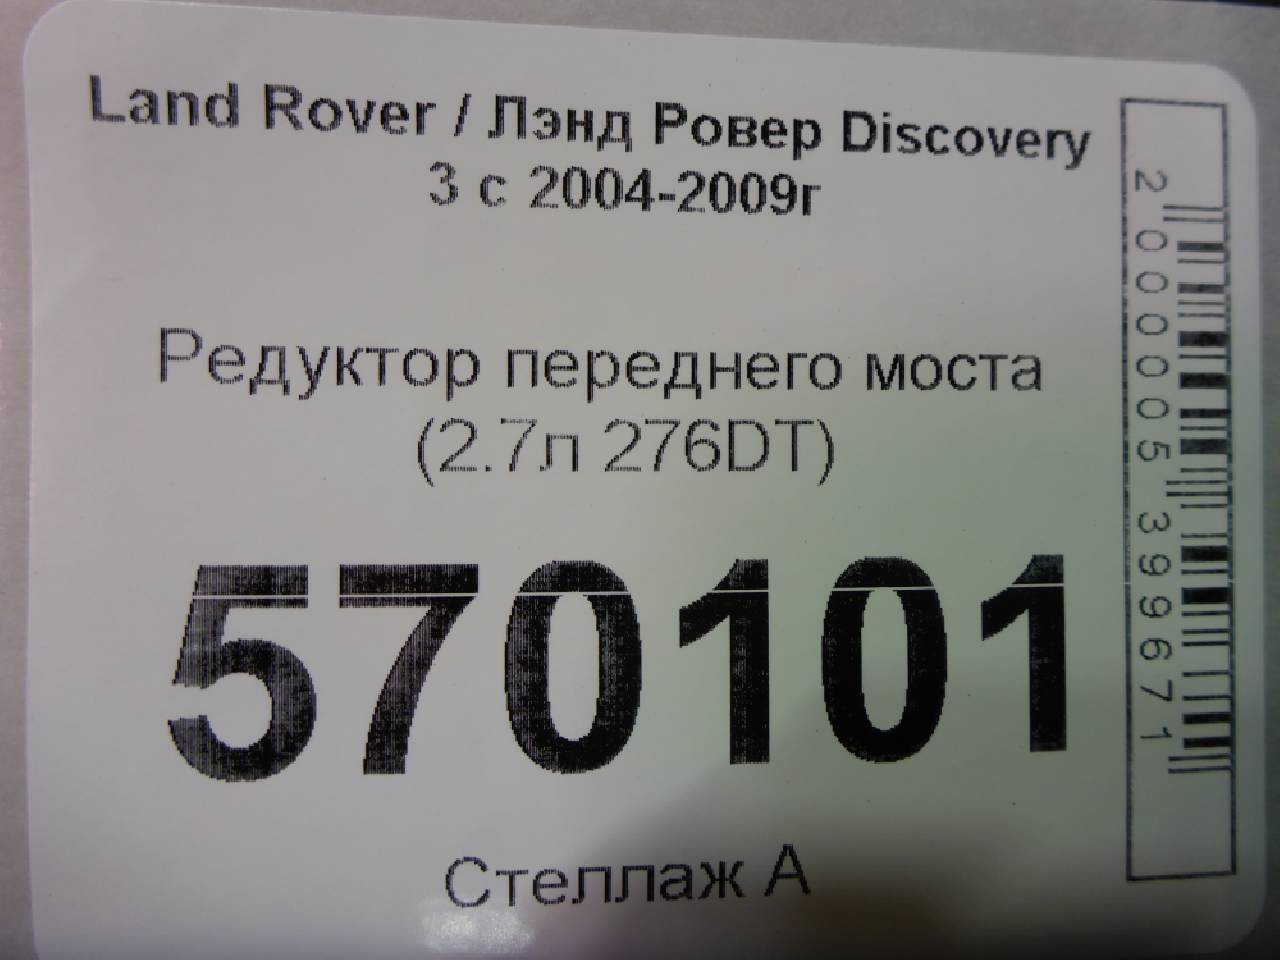 Land Rover / Лэнд Ровер Discovery
3 с 2004-2009г
Редуктор переднего моста
(2.7л 276DT)
570101
Стеллаж А
2000005399671